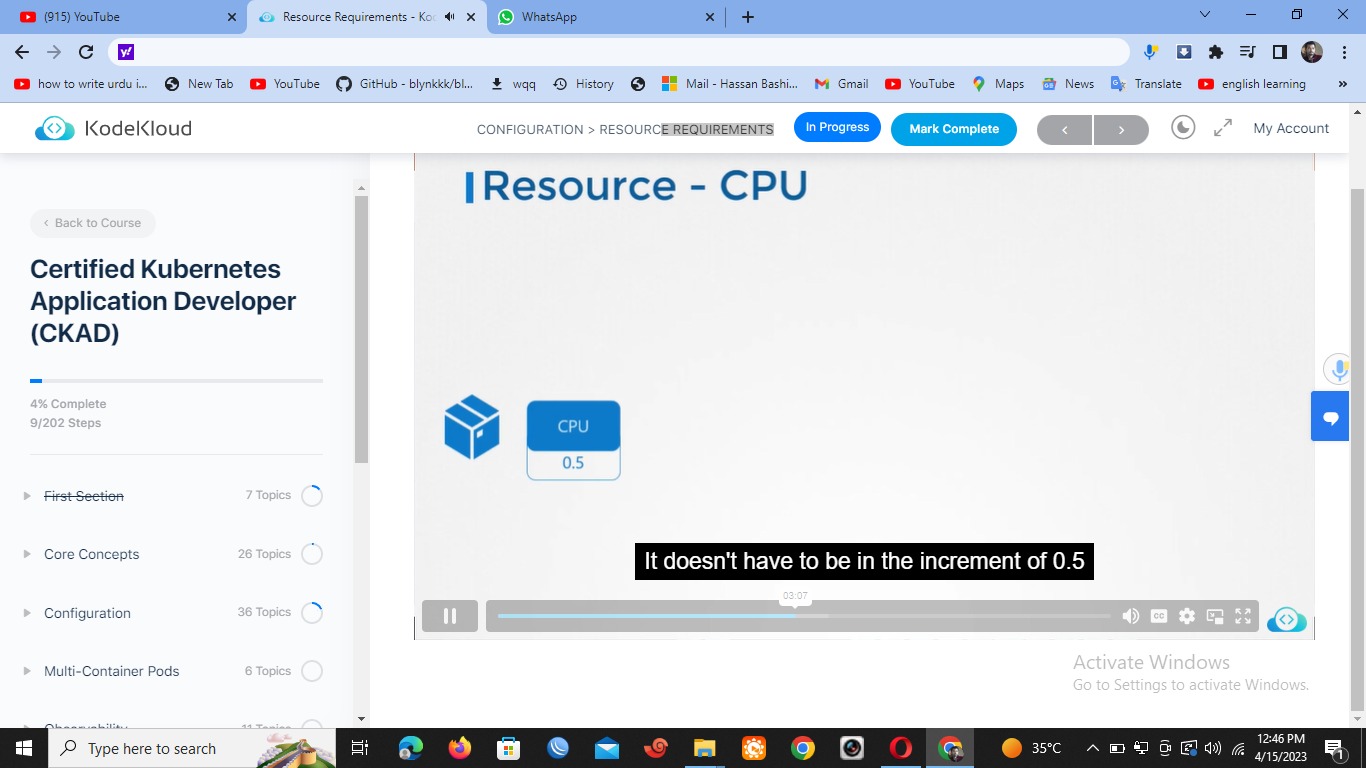 (915) YouTube
Resource Requirements - Ko
WhatsApp
how to write urdu i...
New Tab
YouTube
GitHub - blynkkk/bl...
wqq
History
Mail - Hassan Bashi...
Gmail
YouTube
Maps
News
Translate
english learning
»
KodeKloud
CONFIGURATION > RESOURCE REQUIREMENTS
In Progress
Mark Complete
My Account
Back to Course
Certified Kubernetes
Application Developer
(CKAD)
4% Complete
9/202 Steps
First Section
7 Topics
Core Concepts
26 Topics
Configuration
36 Topics
Multi-Container Pods
6 Topics
Observability
11 Topics
Resource - CPU
CPU
0.5
It doesn't have to be in the increment of 0.5
03:07
CC
Activate Windows
Go to Settings to activate Windows.
Type here to search
35°C
12:46 PM
4/15/2023
1